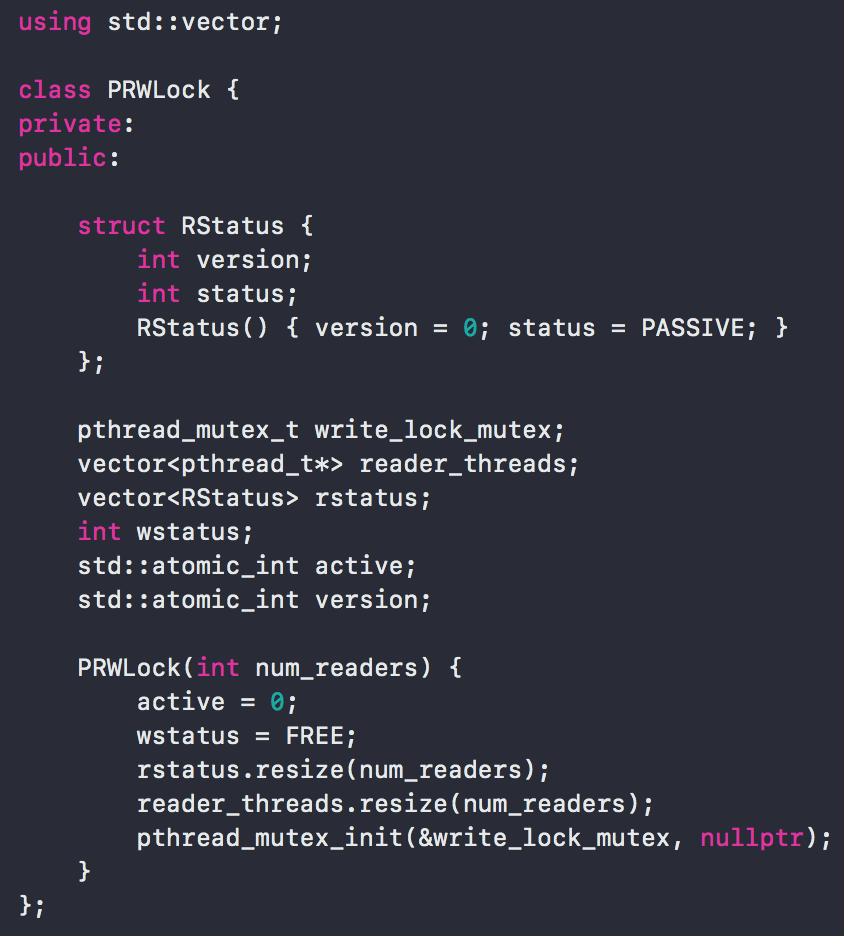 using std::vector;

class PRWLock {
private:
public:

    struct RStatus {
        int version;
        int status;
        RStatus() { version = 0; status = PASSIVE; }
    };

    pthread_mutex_t write_lock_mutex;
    vector<pthread_t*> reader_threads;
    vector<RStatus> rstatus;
    int wstatus;
    std::atomic_int active;
    std::atomic_int version;

    PRWLock(int num_readers) {
        active = 0;
        wstatus = FREE;
        rstatus.resize(num_readers);
        reader_threads.resize(num_readers);
        pthread_mutex_init(&write_lock_mutex, nullptr);
    }
};